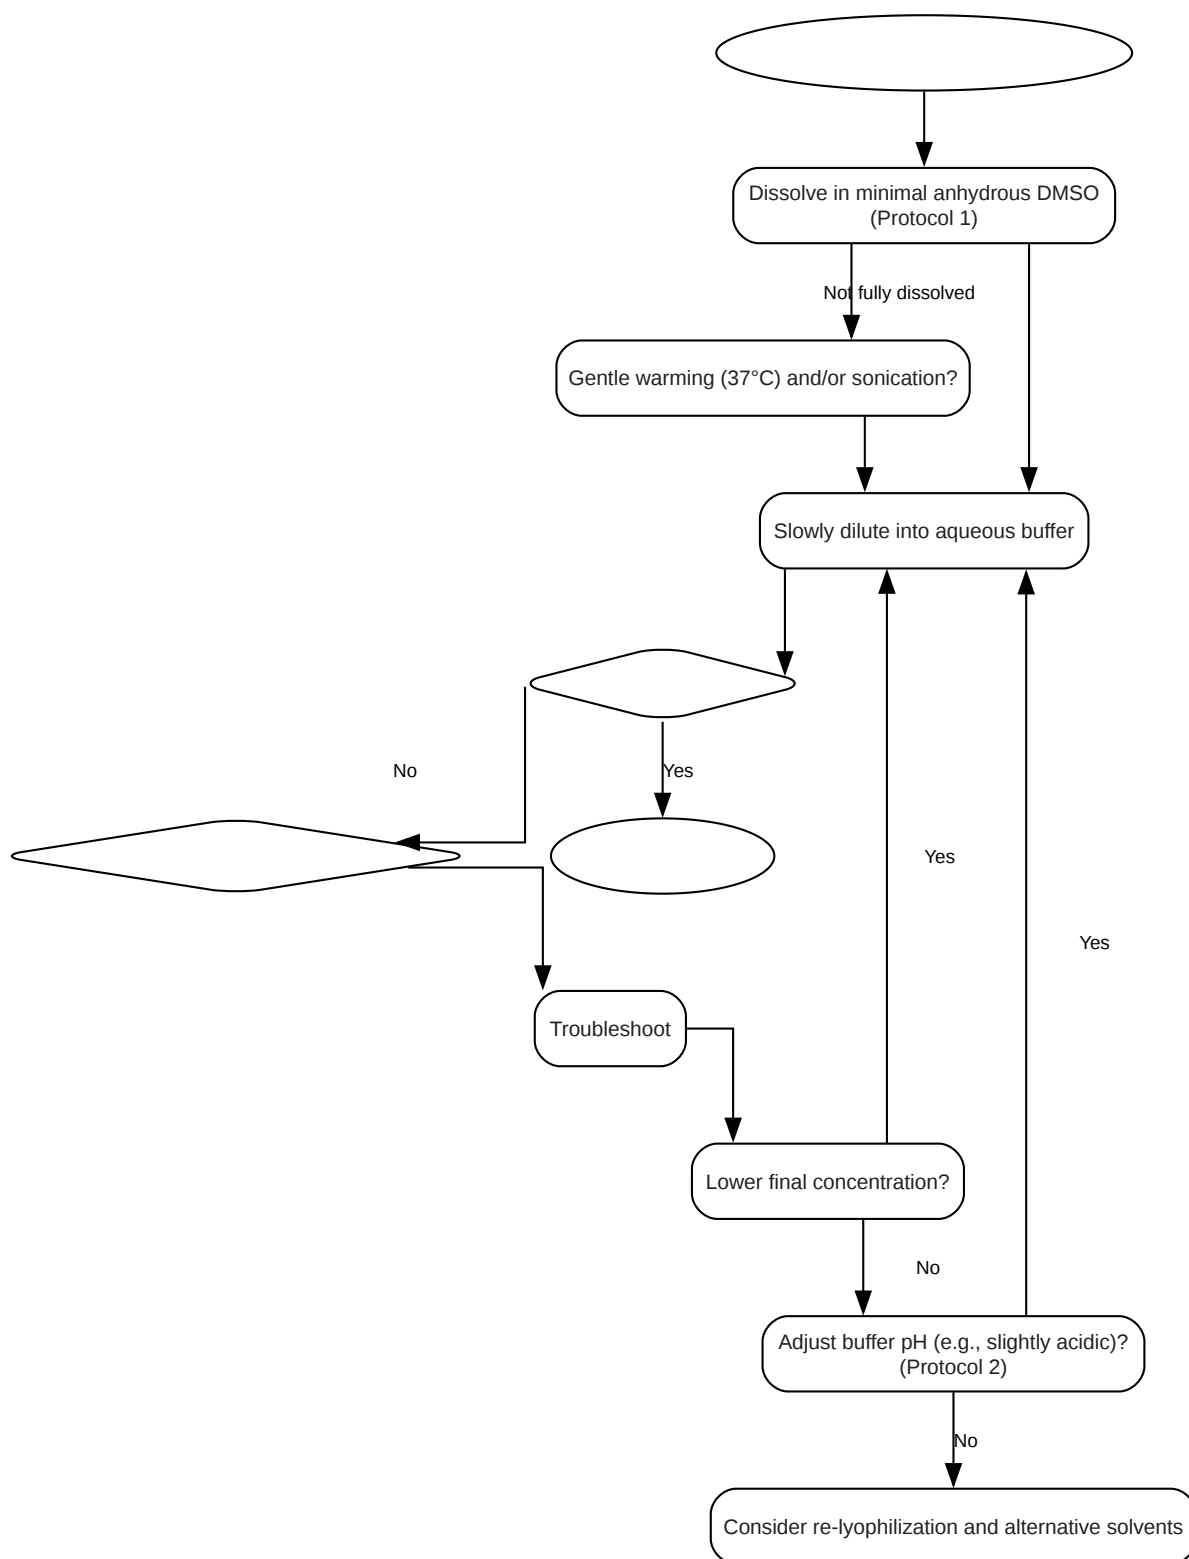 Dissolve in minimal anhydrous DMSO
(Protocol 1)
Not fully dissolved
Gentle warming (37°C) and/or sonication?
Slowly dilute into aqueous buffer
No
Yes
Yes
Yes
Troubleshoot
Lower final concentration?
No
Adjust buffer pH (e.g., slightly acidic)?
(Protocol 2)
No
Consider re-lyophilization and alternative solvents